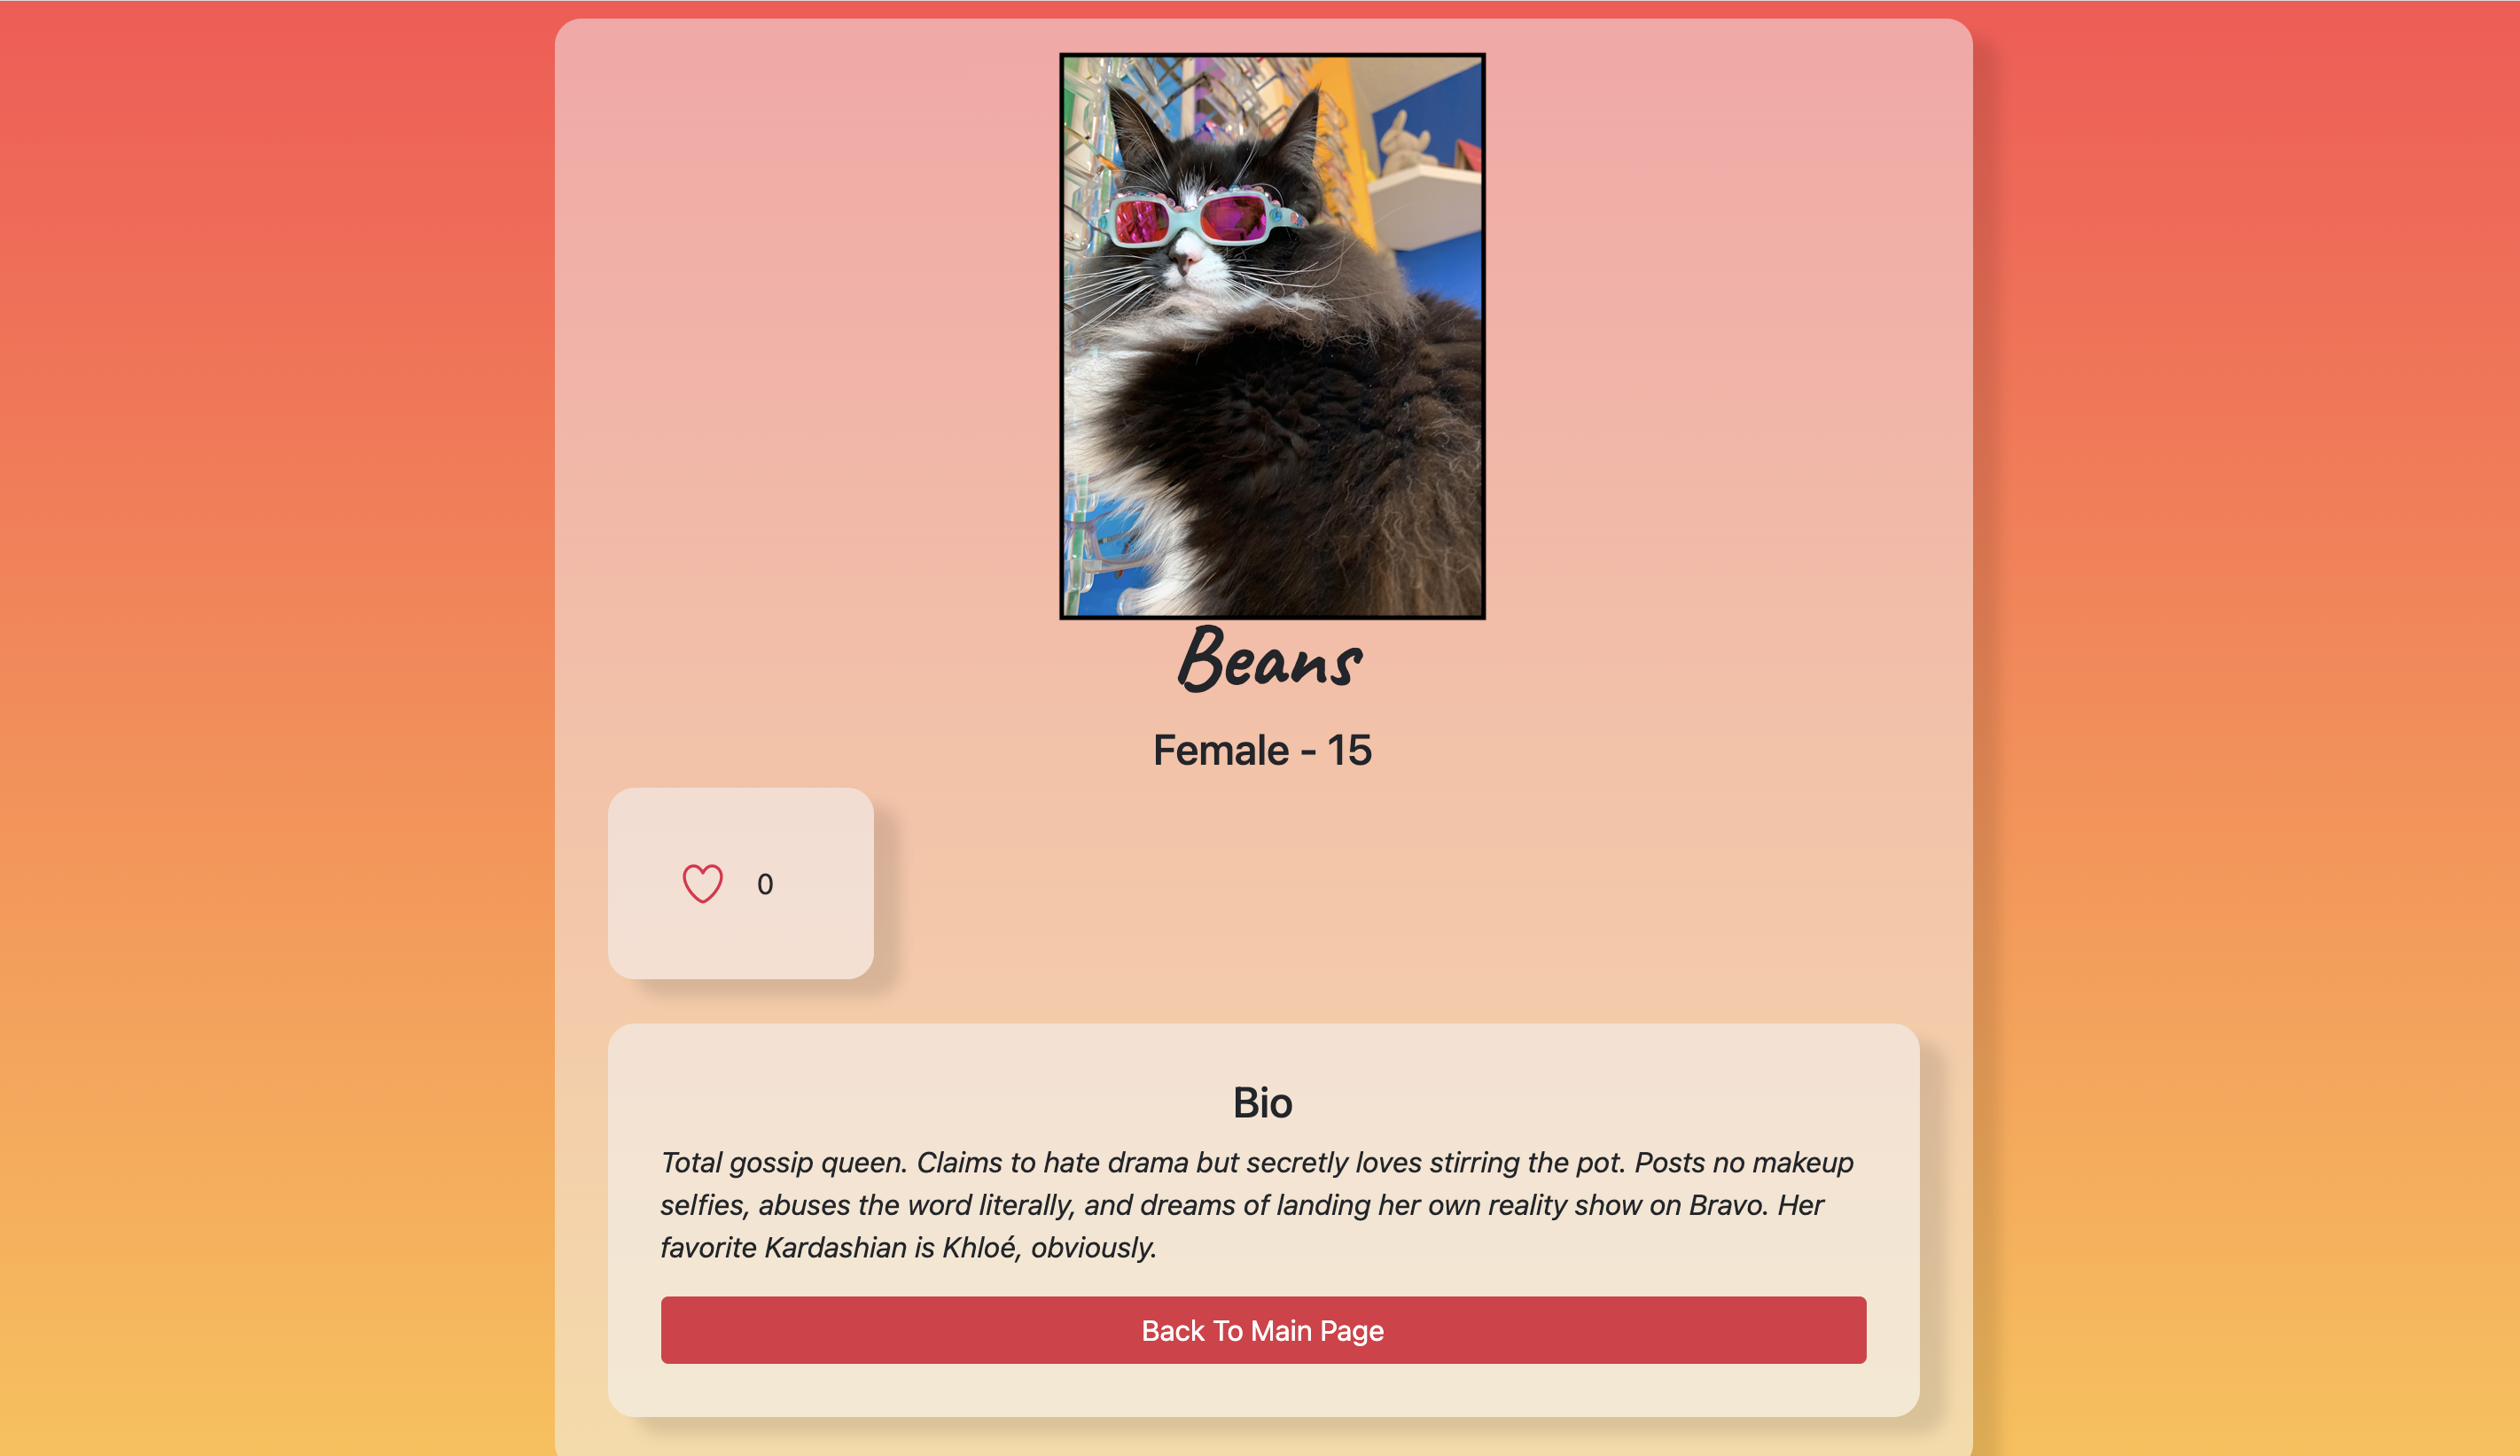 Beans
Female - 15
0
Bio
Total gossip queen. Claims to hate drama but secretly loves stirring the pot. Posts no makeup
selfies, abuses the word literally, and dreams of landing her own reality show on Bravo. Her
favorite Kardashian is Khloé, obviously.
Back To Main Page